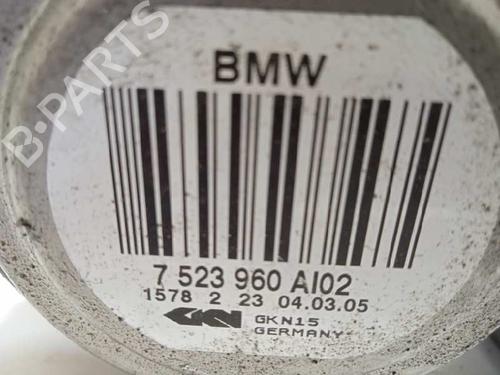 B-PARTS
BMW
7 523 960 AI02
1578 2 23 04.03.05
GKN GKN15
GERMANY